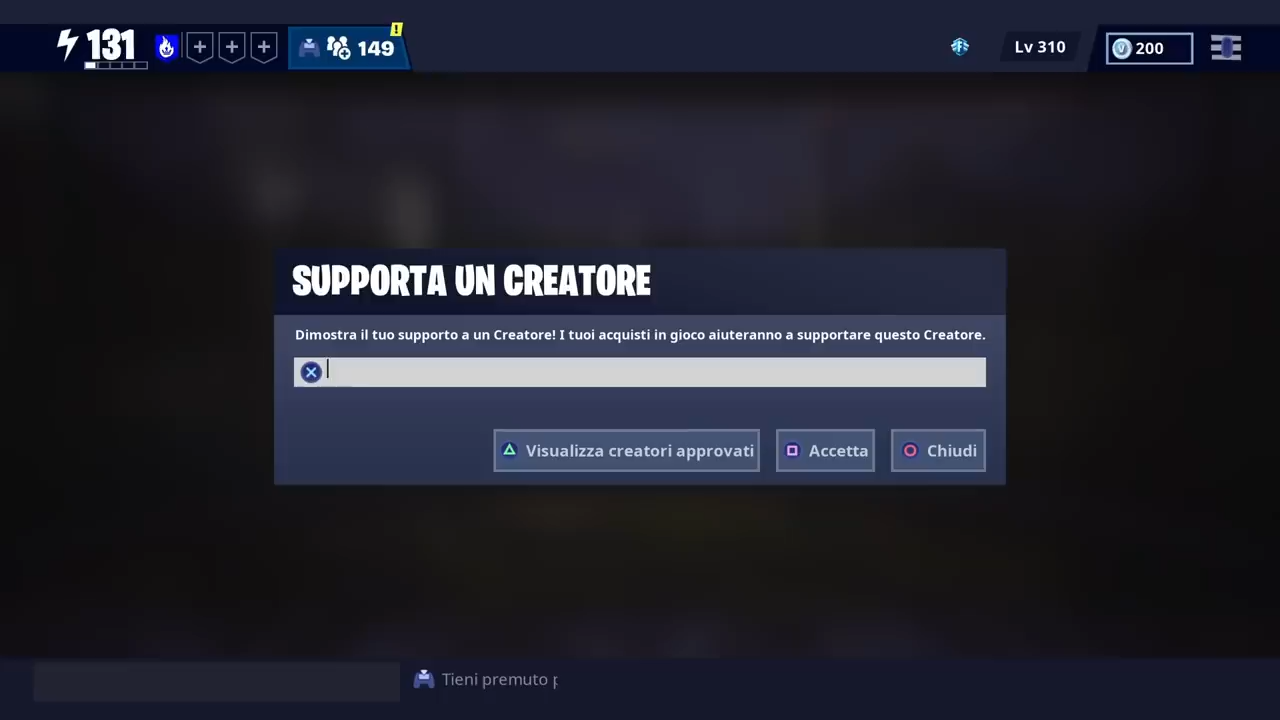 131
149
!
Lv 310
200
SUPPORTA UN CREATORE
Dimostra il tuo supporto a un Creatore! I tuoi acquisti in gioco aiuteranno a supportare questo Creatore.
Visualizza creatori approvati
Accetta
Chiudi
Tieni premuto p